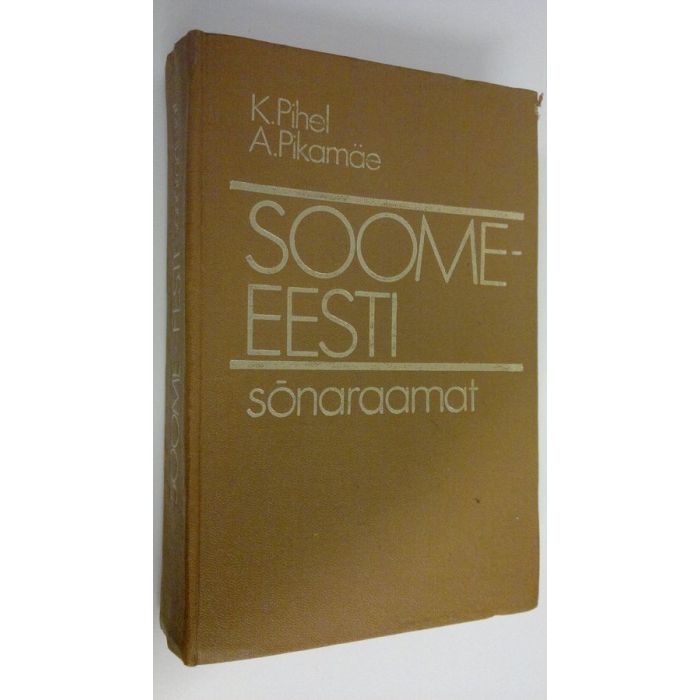 K.Pihel
A.Pikamäe
SOOME-
EESTI
sõnaraamat
SOOME-EESTI